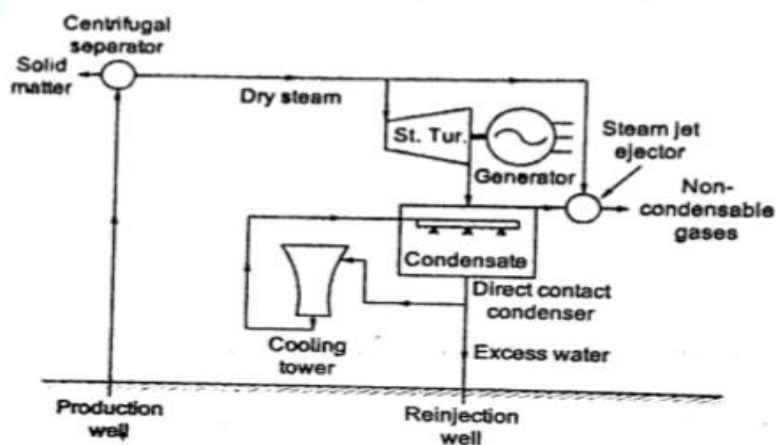 Centrifugal
separator
Solid
matter
Dry steam
St. Tur.
Generator
Steam jet
ejector
Non-
condensable
gases
Condensate
Direct contact
condenser
Cooling
tower
Excess water
Production
well
Reinjection
well